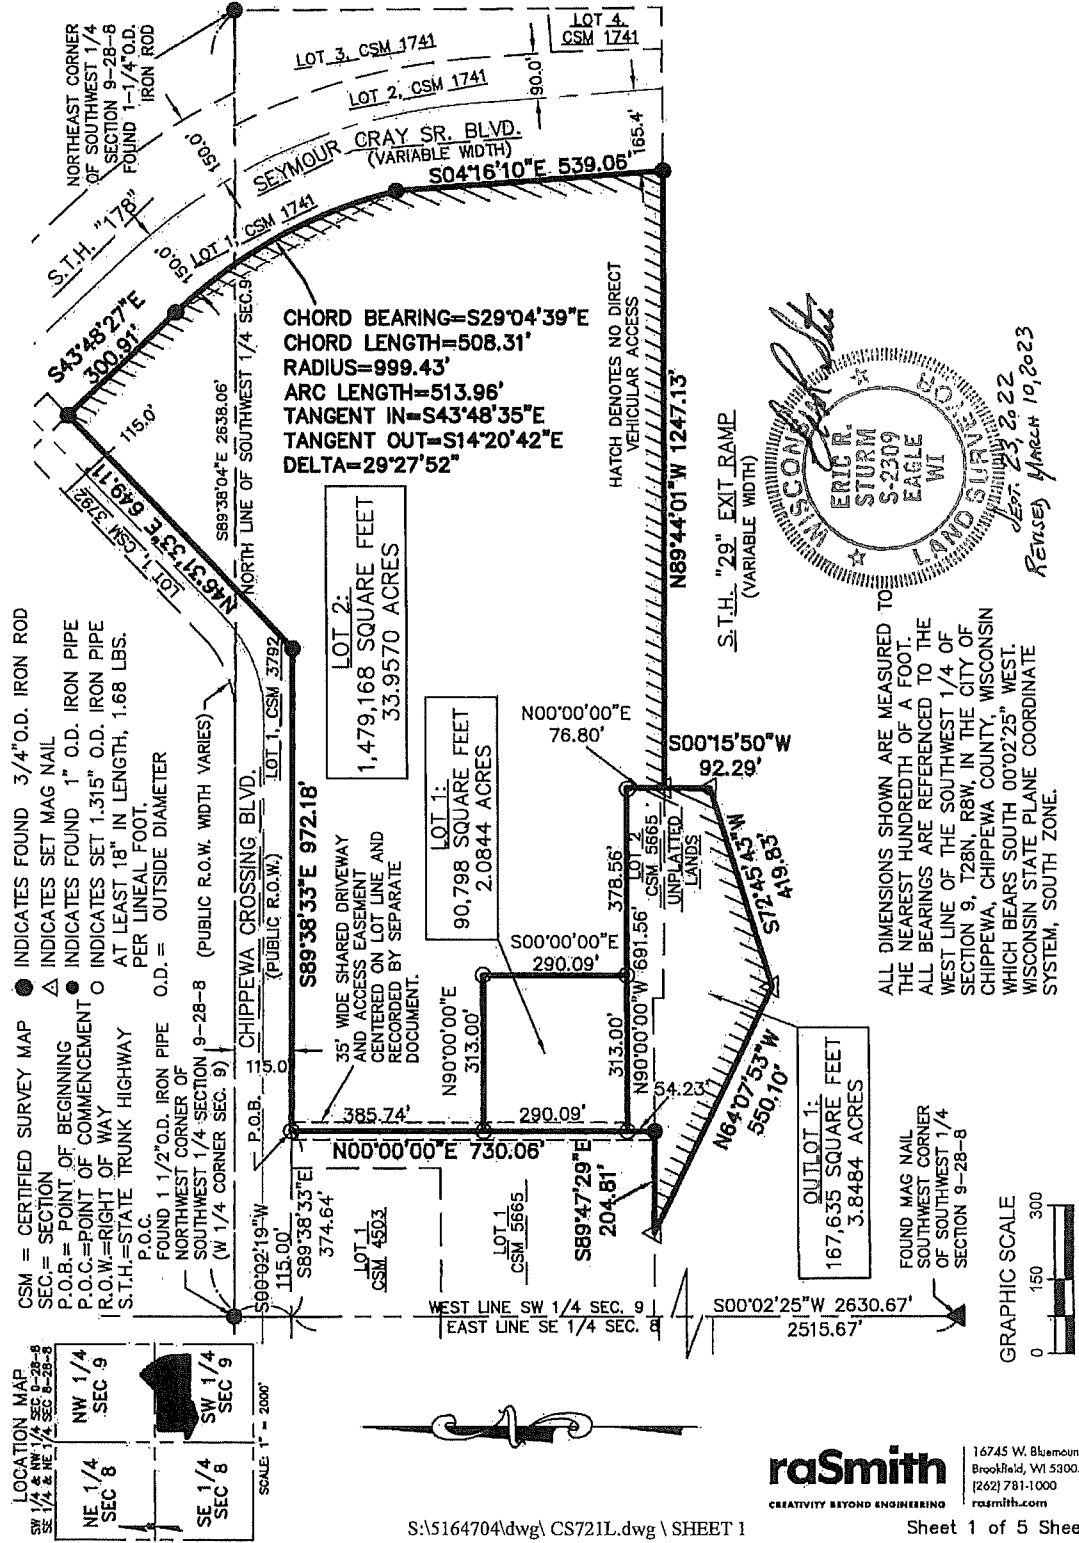 LOCATION MAP
SW 1/4 & NW 1/4 SEC 9-28-8
SE 1/4 & NE 1/4 SEC 8-28-8
NE 1/4
SEC 8
NW 1/4
SEC 9
SE 1/4
SEC 8
SW 1/4
SEC 9
SCALE: 1" = 2000'
CSM = CERTIFIED SURVEY MAP
SEC.= SECTION
P.O.B.= POINT OF BEGINNING
P.O.C.=POINT OF COMMENCEMENT
R.O.W.=RIGHT OF WAY
S.T.H.=STATE TRUNK HIGHWAY
INDICATES FOUND 3/4"O.D. IRON ROD
INDICATES SET MAG NAIL
INDICATES FOUND 1" O.D. IRON PIPE
INDICATES SET 1.315" O.D. IRON PIPE
AT LEAST 18" IN LENGTH, 1.68 LBS.
PER LINEAL FOOT.
O.D. = OUTSIDE DIAMETER
P.O.C.
FOUND 1 1/2"O.D. IRON PIPE
NORTHWEST CORNER OF
SOUTHWEST 1/4 SECTION 9-28-8
(W 1/4 CORNER SEC. 9)
(PUBLIC R.O.W. WIDTH VARIES)
NORTHEAST CORNER
OF SOUTHWEST 1/4
SECTION 9-28-8
FOUND 1-1/4"O.D.
IRON ROD
S.T.H. "178"
150.0'
150.0'
LOT 3, CSM 1741
LOT 4,
CSM 1741
LOT 2, CSM 1741
90.0'
165.4'
SEYMOUR CRAY SR. BLVD.
(VARIABLE WIDTH)
LOT 1, CSM 1741
S04°16'10"E 539.06'
S43°48'27"E
300.91'
115.0'
N46°31'33"E 649.11'
LOT 1, CSM 3792
S89°38'04"E 2638.06'
NORTH LINE OF SOUTHWEST 1/4 SEC.9
CHORD BEARING=S29°04'39"E
CHORD LENGTH=508.31'
RADIUS=999.43'
ARC LENGTH=513.96'
TANGENT IN=S43°48'35"E
TANGENT OUT=S14°20'42"E
DELTA=29°27'52"
HATCH DENOTES NO DIRECT
VEHICULAR ACCESS
CHIPPEWA CROSSING BLVD.
(PUBLIC R.O.W.)
LOT 1, CSM 3792
P.O.B.
115.0'
S89°38'33"E 972.18'
LOT 2:
1,479,168 SQUARE FEET
33.9570 ACRES
N89°44'01"W 1247.13'
S.T.H. "29" EXIT RAMP
(VARIABLE WIDTH)
35' WIDE SHARED DRIVEWAY
AND ACCESS EASEMENT
CENTERED ON LOT LINE AND
RECORDED BY SEPARATE
DOCUMENT.
LOT 1:
90,798 SQUARE FEET
2.0844 ACRES
N00°00'00"E
76.80'
S00°15'50"W
92.29'
S00°00'00"E
290.09'
378.56'
LOT 2
CSM 5665
UNPLATTED
LANDS
S72°45'43"W
419.83'
N90°00'00"E
313.00'
313.00'
N90°00'00"W 691.56'
385.74'
290.09'
54.23'
N00°00'00"E 730.06'
N64°07'53"W
550.10'
S89°47'29"E
204.81'
S00°02'19"W
115.00'
S89°38'33"E
374.64'
LOT 1
CSM 4503
LOT 1
CSM 5665
WEST LINE SW 1/4 SEC. 9
EAST LINE SE 1/4 SEC. 8
S00°02'25"W 2630.67'
2515.67'
OUTLOT 1:
167,635 SQUARE FEET
3.8484 ACRES
FOUND MAG NAIL
SOUTHWEST CORNER
OF SOUTHWEST 1/4
SECTION 9-28-8
GRAPHIC SCALE
0 150 300
ALL DIMENSIONS SHOWN ARE MEASURED TO
THE NEAREST HUNDREDTH OF A FOOT.
ALL BEARINGS ARE REFERENCED TO THE
WEST LINE OF THE SOUTHWEST 1/4 OF
SECTION 9, T28N, R8W, IN THE CITY OF
CHIPPEWA, CHIPPEWA COUNTY, WISCONSIN
WHICH BEARS SOUTH 00°02'25" WEST.
WISCONSIN STATE PLANE COORDINATE
SYSTEM, SOUTH ZONE.
WISCONSIN
ERIC R.
STURM
S-2309
EAGLE
WI
LAND SURVEYOR
SEPT. 23, 2022
REVISED MARCH 10, 2023
raSmith
CREATIVITY BEYOND ENGINEERING
16745 W. Bluemoun
Brookfield, WI 5300
(262) 781-1000
rasmith.com
S:\5164704\dwg\ CS721L.dwg \ SHEET 1
Sheet 1 of 5 Shee